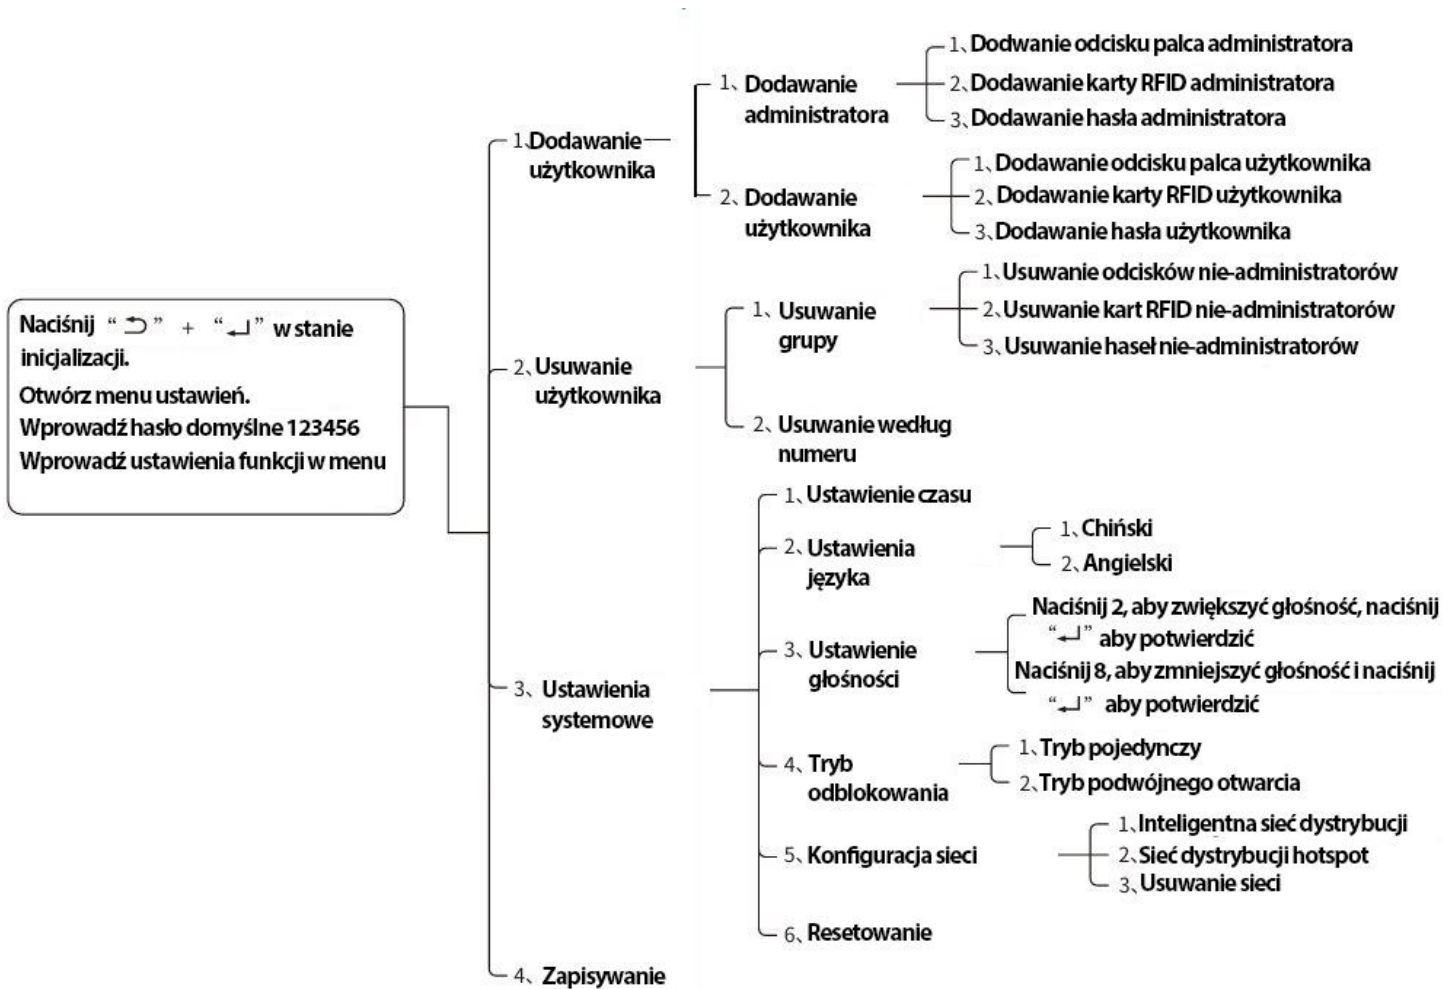 Naciśnij “⮌” + “↵” w stanie
inicjalizacji.
Otwórz menu ustawień.
Wprowadź hasło domyślne 123456
Wprowadź ustawienia funkcji w menu
1、Dodawanie
użytkownika
1、Dodawanie
administratora
1、Dodwanie odcisku palca administratora
2、Dodawanie karty RFID administratora
3、Dodawanie hasła administratora
2、Dodawanie
użytkownika
1、Dodawanie odcisku palca użytkownika
2、Dodawanie karty RFID użytkownika
3、Dodawanie hasła użytkownika
2、Usuwanie
użytkownika
1、Usuwanie
grupy
1、Usuwanie odcisków nie-administratorów
2、Usuwanie kart RFID nie-administratorów
3、Usuwanie haseł nie-administratorów
2、Usuwanie według
numeru
3、Ustawienia
systemowe
1、Ustawienie czasu
2、Ustawienia
języka
1、Chiński
2、Angielski
3、Ustawienie
głośności
Naciśnij 2, aby zwiększyć głośność, naciśnij
“↵” aby potwierdzić
Naciśnij 8, aby zmniejszyć głośność i naciśnij
“↵” aby potwierdzić
4、Tryb
odblokowania
1、Tryb pojedynczy
2、Tryb podwójnego otwarcia
5、Konfiguracja sieci
1、Inteligentna sieć dystrybucji
2、Sieć dystrybucji hotspot
3、Usuwanie sieci
6、Resetowanie
4、Zapisywanie